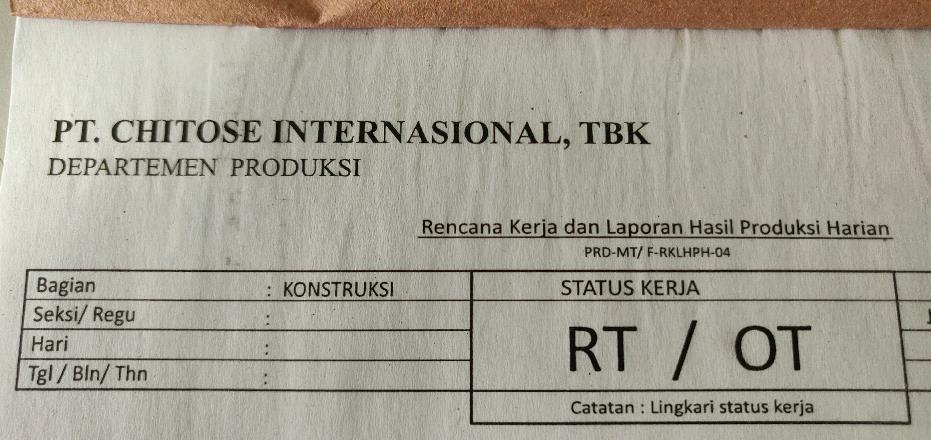 PT. CHITOSE INTERNASIONAL, TBK
DEPARTEMEN PRODUKSI
Rencana Kerja dan Laporan Hasil Produksi Harian
PRD-MT/ F-RKLHPH-04
Bagian : KONSTRUKSI
Seksi/ Regu :
Hari :
Tgl / Bln/ Thn :
STATUS KERJA
RT / OT
Catatan : Lingkari status kerja